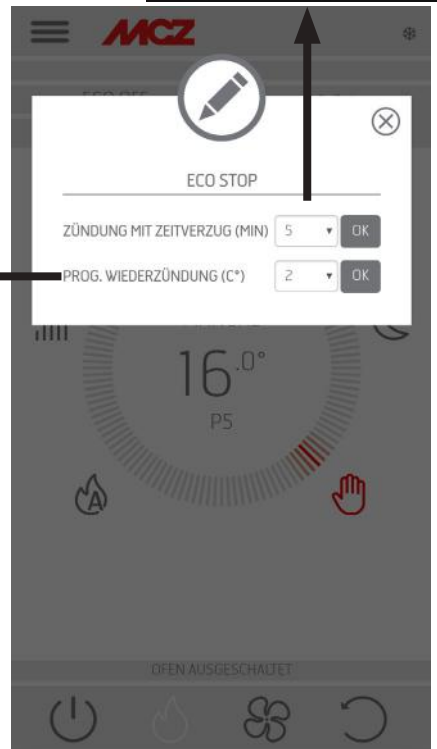 MCZ
ECO STOP
ZÜNDUNG MIT ZEITVERZUG (MIN) 5 OK
PROG. WIEDERZÜNDUNG (C°) 2 OK
16.0°
P5
A
OFEN AUSGESCHALTET